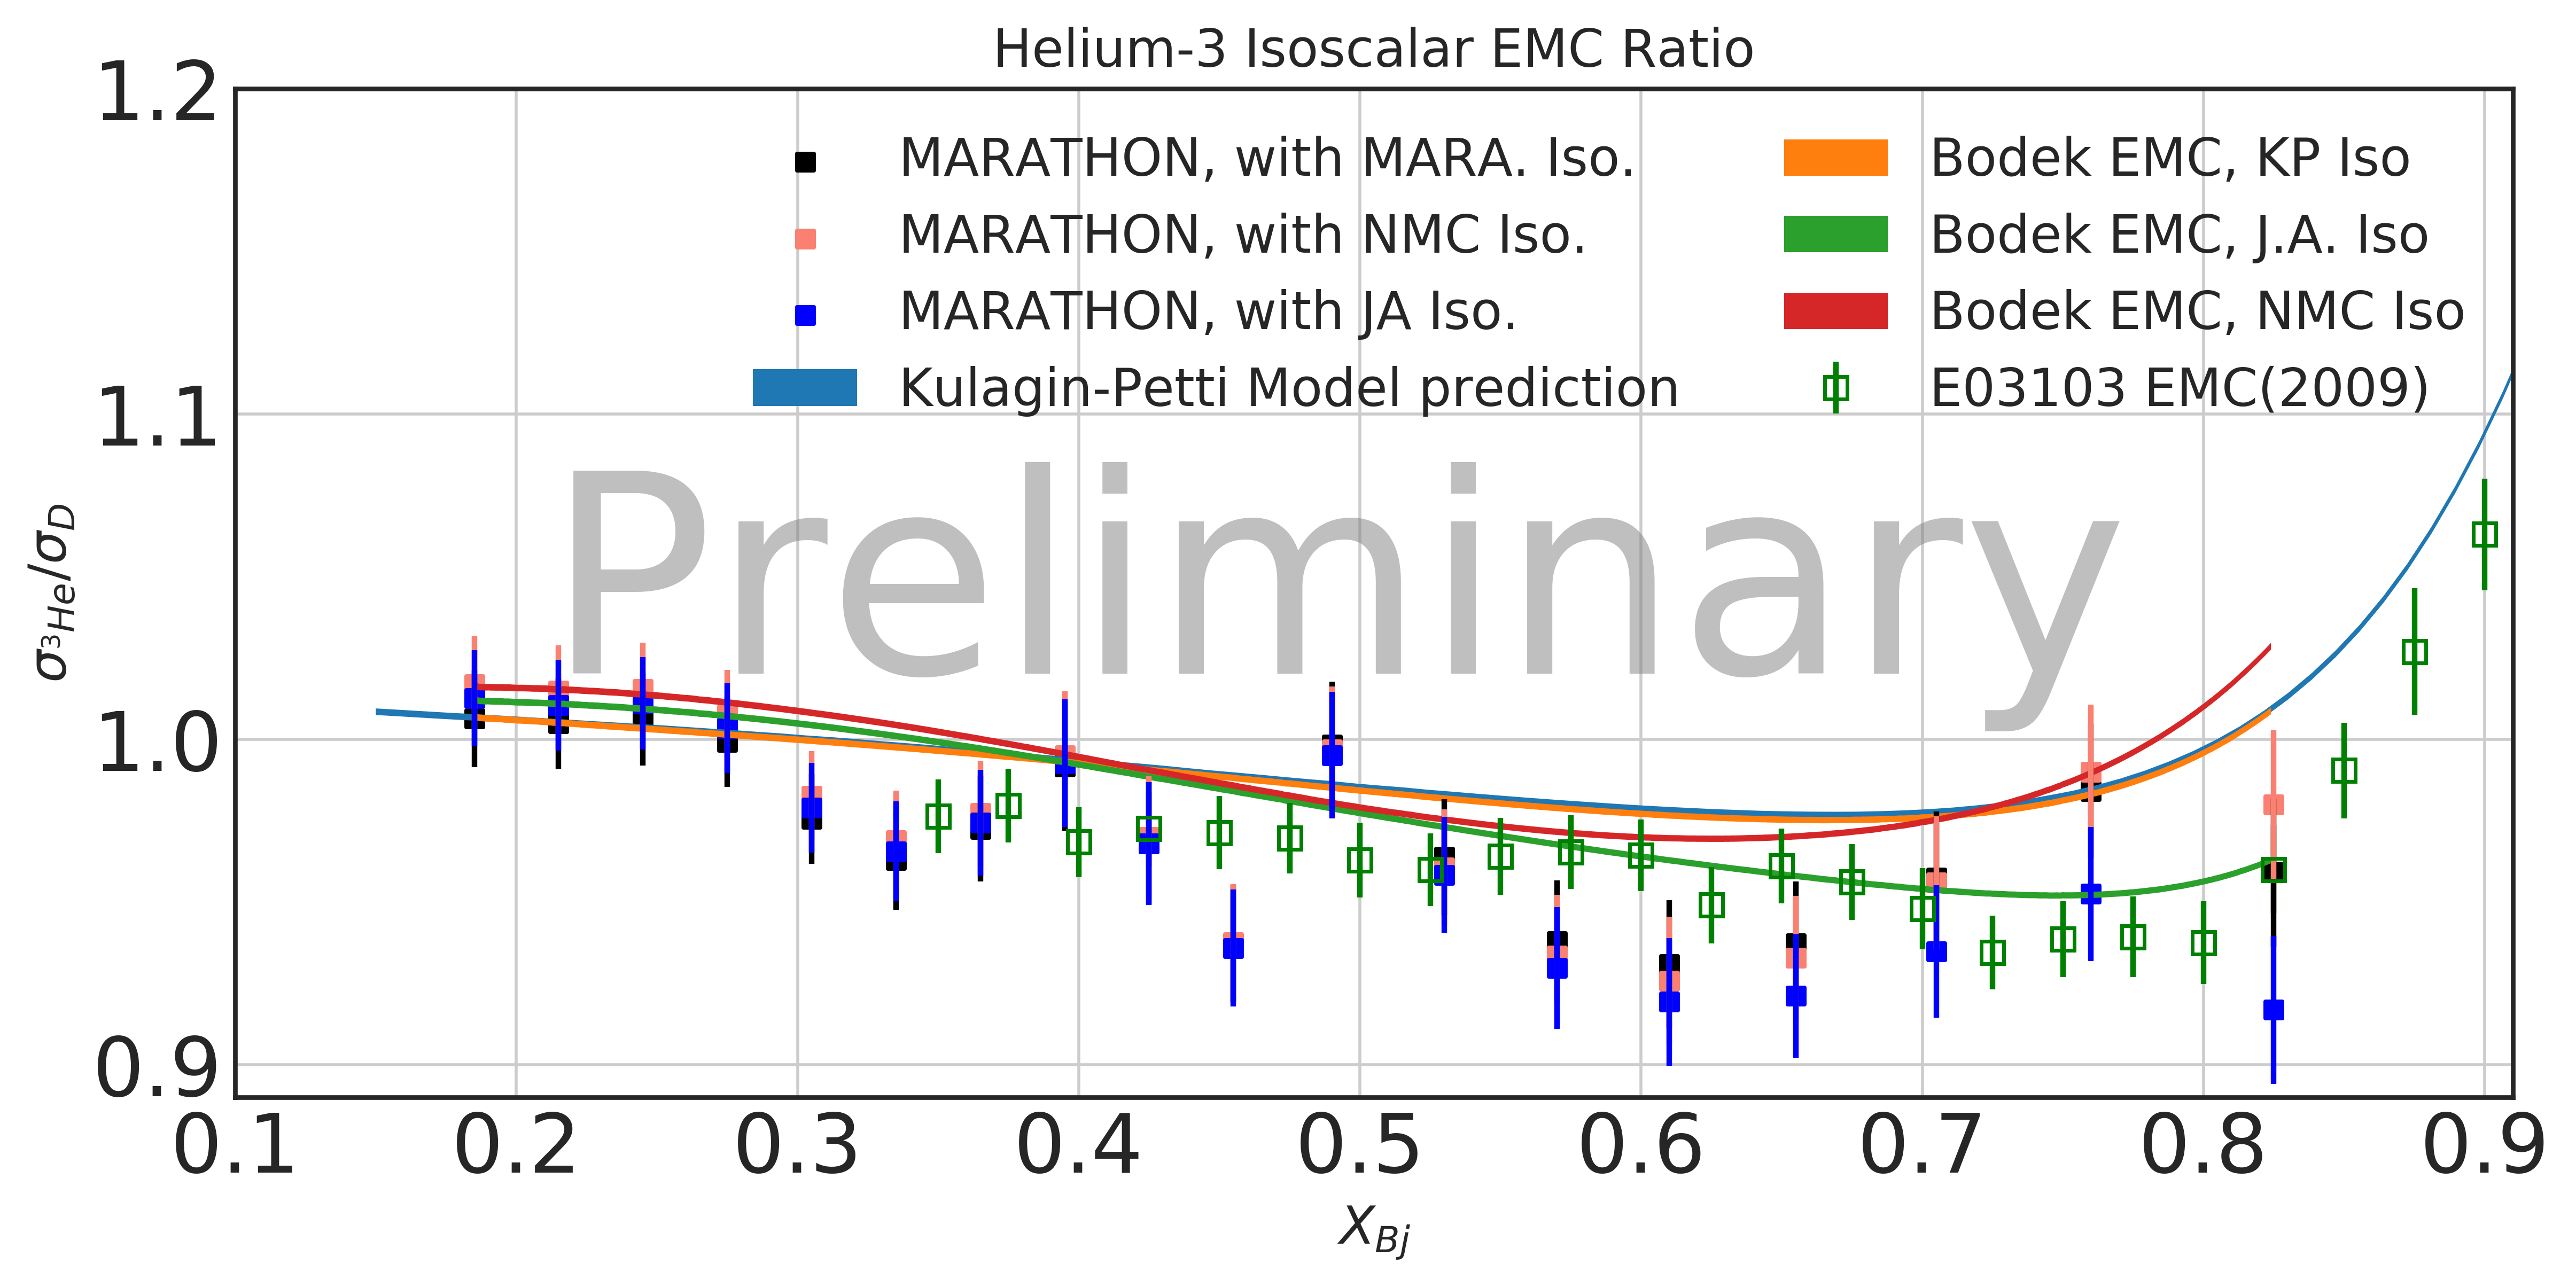 Helium-3 Isoscalar EMC Ratio
1.2
1.1
1.0
0.9
σ³He/σD
MARATHON, with MARA. Iso.
MARATHON, with NMC Iso.
MARATHON, with JA Iso.
Kulagin-Petti Model prediction
Bodek EMC, KP Iso
Bodek EMC, J.A. Iso
Bodek EMC, NMC Iso
E03103 EMC(2009)
Preliminary
0.1 0.2 0.3 0.4 0.5 0.6 0.7 0.8 0.9
XBj